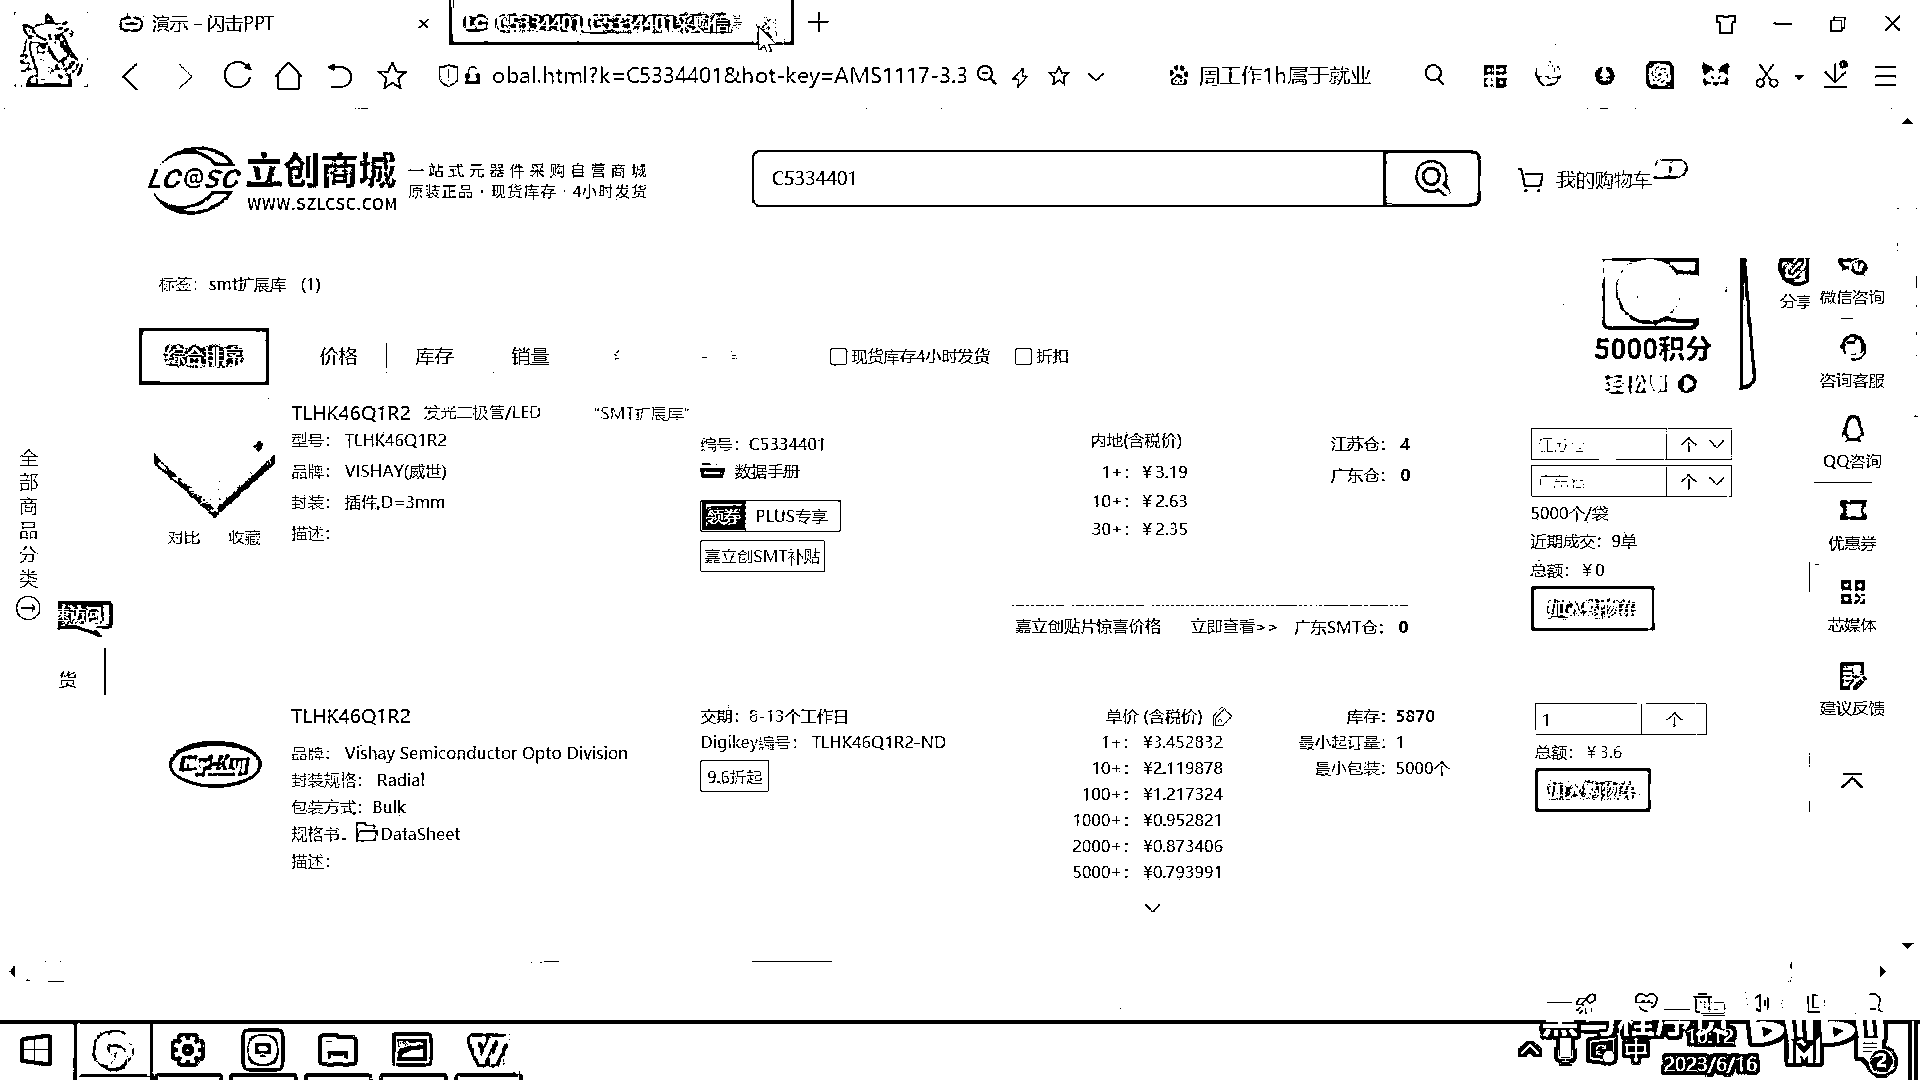 演示 – 闪击PPT
C5334401_C5334401采购信
obal.html?k=C5334401&hot-key=AMS1117-3.3
周工作1h属于就业
LC@SC 立创商城
WWW.SZLCSC.COM
一站式元器件采购自营商城
原装正品·现货库存·4小时发货
C5334401
我的购物车
标签: smt扩展库 (1)
综合排序 价格 库存 销量
现货库存4小时发货 折扣
5000积分
分享
微信咨询
咨询客服
QQ咨询
优惠券
芯媒体
建议反馈
全部商品分类
货
TLHK46Q1R2 发光二极管/LED "SMT扩展库"
型号: TLHK46Q1R2
品牌: VISHAY(威世)
封装: 插件,D=3mm
描述:
对比 收藏
编号: C5334401
数据手册
领券 PLUS专享
嘉立创SMT补贴
内地(含税价)
1+: ¥3.19
10+: ¥2.63
30+: ¥2.35
江苏仓: 4
广东仓: 0
江苏仓 个
广东仓 个
5000个/袋
近期成交: 9单
总额: ¥0
加入购物车
嘉立创贴片惊喜价格 立即查看>> 广东SMT仓: 0
TLHK46Q1R2
品牌: Vishay Semiconductor Opto Division
封装规格: Radial
包装方式: Bulk
规格书: DataSheet
描述:
交期: 8-13个工作日
Digikey编号: TLHK46Q1R2-ND
9.6折起
单价 (含税价)
1+: ¥3.452832
10+: ¥2.119878
100+: ¥1.217324
1000+: ¥0.952821
2000+: ¥0.873406
5000+: ¥0.793991
库存: 5870
最小起订量: 1
最小包装: 5000个
1 个
总额: ¥3.6
加入购物车
中
10:12
2023/6/16
2